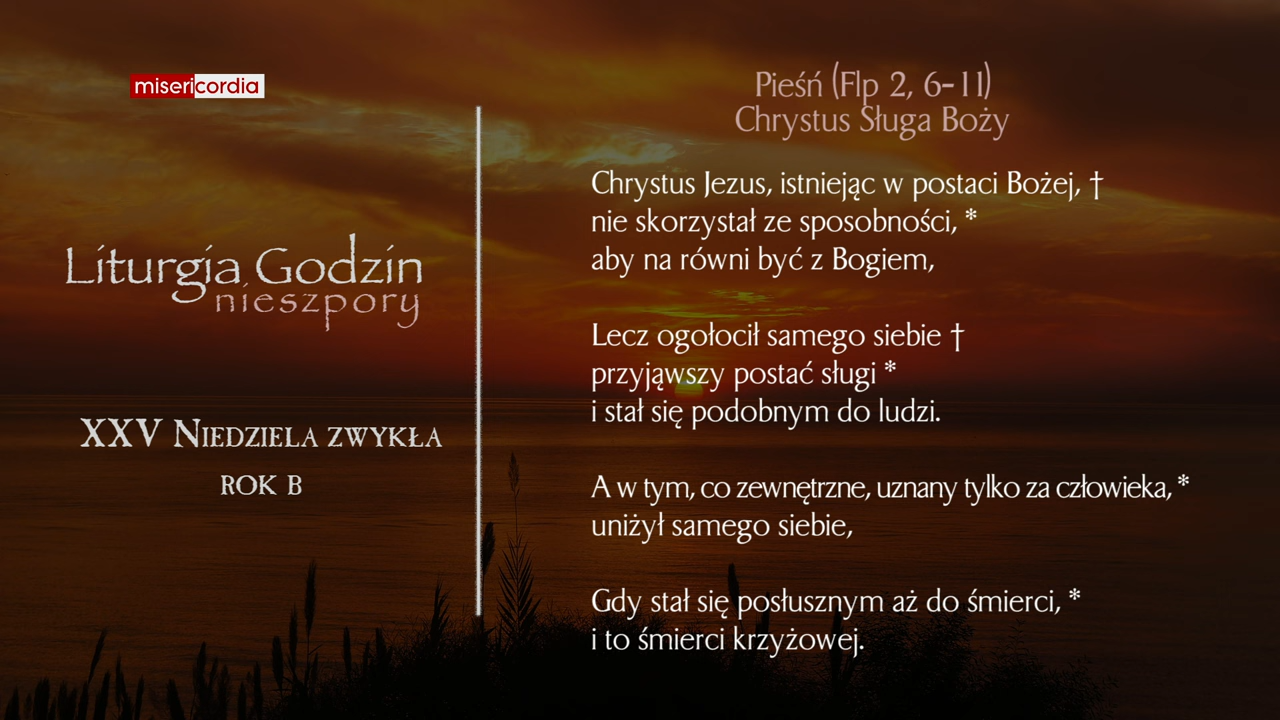 misericordia
Liturgia Godzin
nieszpory
XXV Niedziela zwykła
rok B
Pieśń (Flp 2, 6-11)
Chrystus Sługa Boży
Chrystus Jezus, istniejąc w postaci Bożej, †
nie skorzystał ze sposobności, *
aby na równi być z Bogiem,
Lecz ogołocił samego siebie †
przyjąwszy postać sługi *
i stał się podobnym do ludzi.
A w tym, co zewnętrzne, uznany tylko za człowieka, *
uniżył samego siebie,
Gdy stał się posłusznym aż do śmierci, *
i to śmierci krzyżowej.